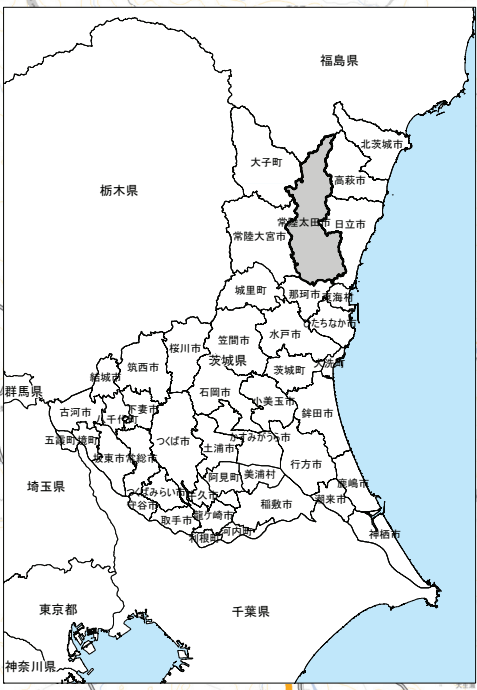 福島県
北茨城市
大子町
高萩市
栃木県
常陸太田市
日立市
常陸大宮市
城里町
那珂市
東海村
ひたちなか市
水戸市
笠間市
桜川市
茨城県
大洗町
茨城町
筑西市
結城市
群馬県
石岡市
小美玉市
鉾田市
古河市
八千代町
下妻市
五霞町
境町
坂東市
常総市
つくば市
かすみがうら市
土浦市
行方市
阿見町
美浦村
鹿嶋市
潮来市
埼玉県
つくばみらい市
牛久市
守谷市
稲敷市
龍ケ崎市
取手市
河内町
利根町
神栖市
東京都
千葉県
神奈川県